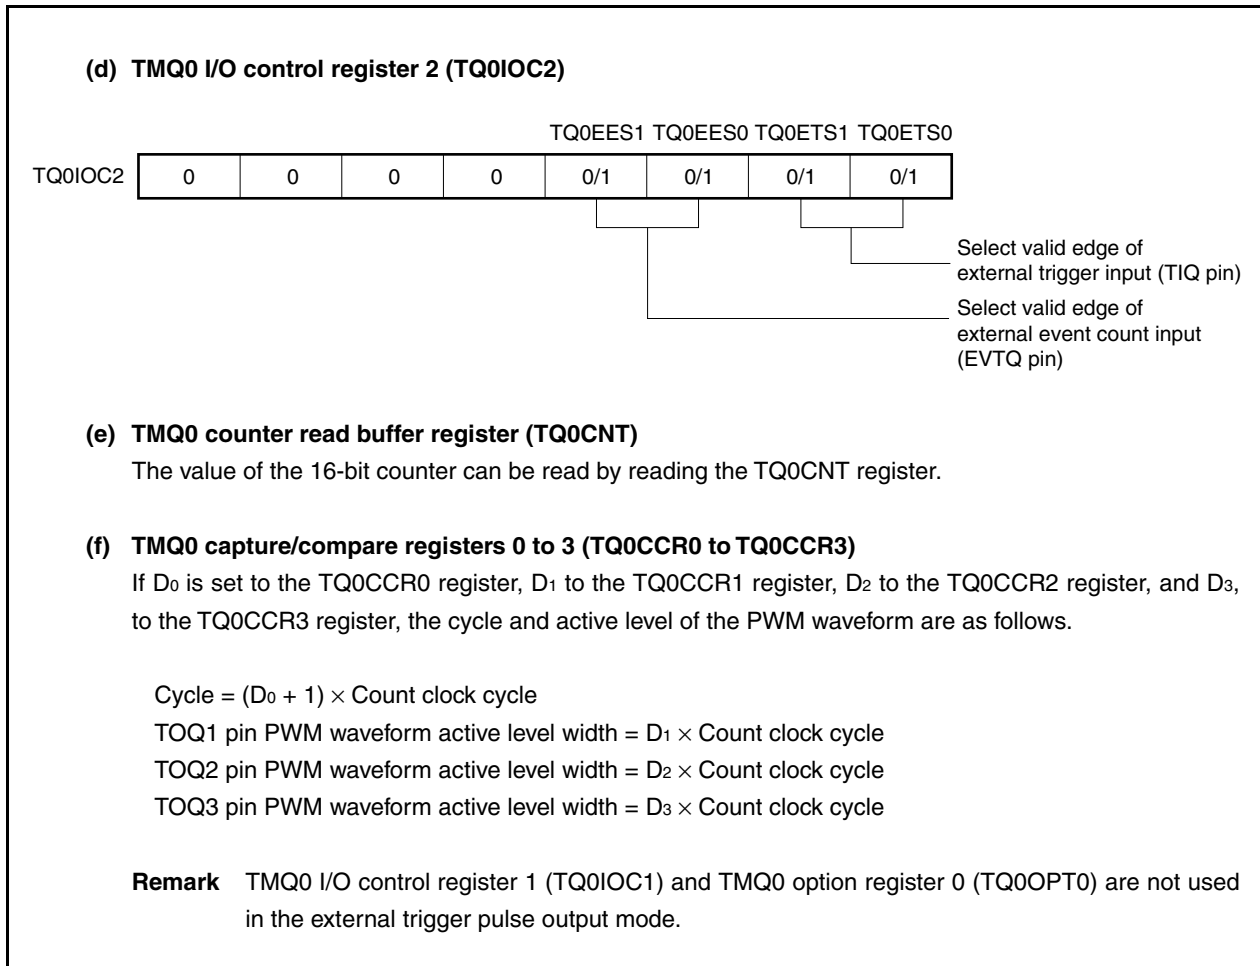 (d) TMQ0 I/O control register 2 (TQ0IOC2)
TQ0EES1 TQ0EES0 TQ0ETS1 TQ0ETS0
TQ0IOC2 0 0 0 0 0/1 0/1 0/1 0/1
Select valid edge of
external trigger input (TIQ pin)
Select valid edge of
external event count input
(EVTQ pin)
(e) TMQ0 counter read buffer register (TQ0CNT)
The value of the 16-bit counter can be read by reading the TQ0CNT register.
(f) TMQ0 capture/compare registers 0 to 3 (TQ0CCR0 to TQ0CCR3)
If D0 is set to the TQ0CCR0 register, D1 to the TQ0CCR1 register, D2 to the TQ0CCR2 register, and D3,
to the TQ0CCR3 register, the cycle and active level of the PWM waveform are as follows.
Cycle = (D0 + 1) × Count clock cycle
TOQ1 pin PWM waveform active level width = D1 × Count clock cycle
TOQ2 pin PWM waveform active level width = D2 × Count clock cycle
TOQ3 pin PWM waveform active level width = D3 × Count clock cycle
Remark TMQ0 I/O control register 1 (TQ0IOC1) and TMQ0 option register 0 (TQ0OPT0) are not used
in the external trigger pulse output mode.